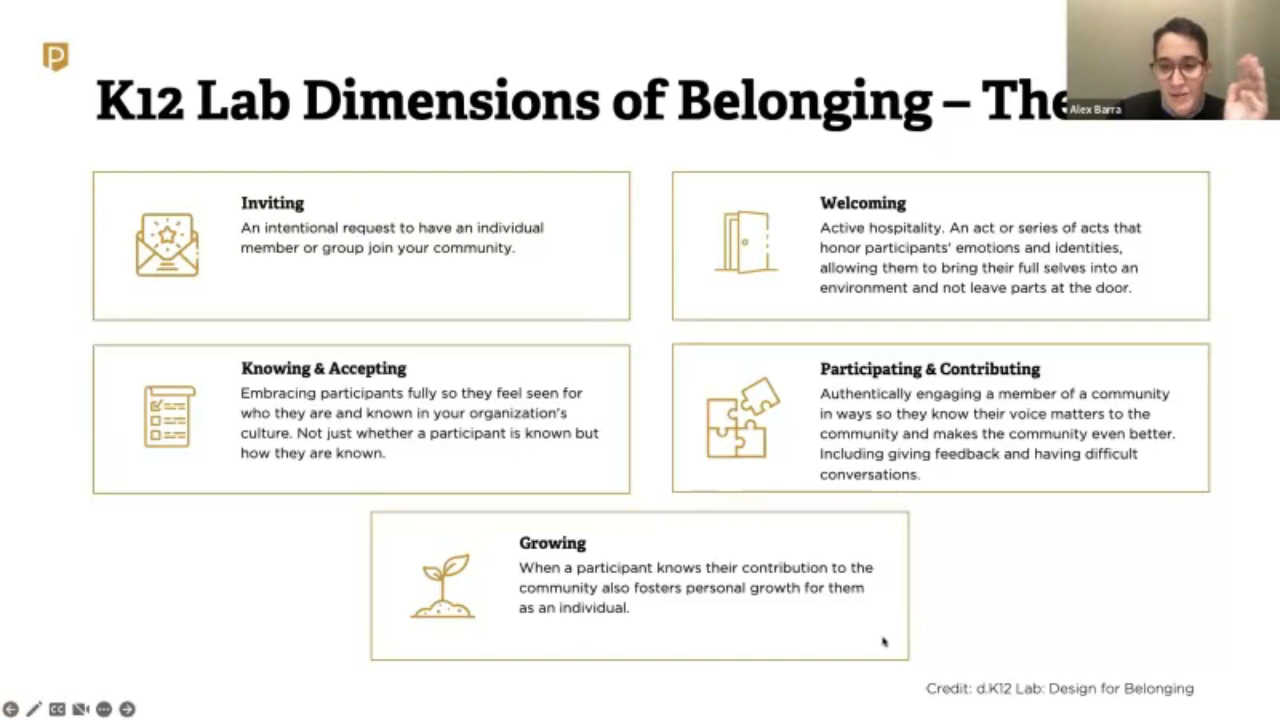 P
K12 Lab Dimensions of Belonging – The
Alex Barra
Inviting
An intentional request to have an individual
member or group join your community.
Welcoming
Active hospitality. An act or series of acts that
honor participants' emotions and identities,
allowing them to bring their full selves into an
environment and not leave parts at the door.
Knowing & Accepting
Embracing participants fully so they feel seen for
who they are and known in your organization's
culture. Not just whether a participant is known but
how they are known.
Participating & Contributing
Authentically engaging a member of a community
in ways so they know their voice matters to the
community and makes the community even better.
Including giving feedback and having difficult
conversations.
Growing
When a participant knows their contribution to the
community also fosters personal growth for them
as an individual.
Credit: d.K12 Lab: Design for Belonging
CC